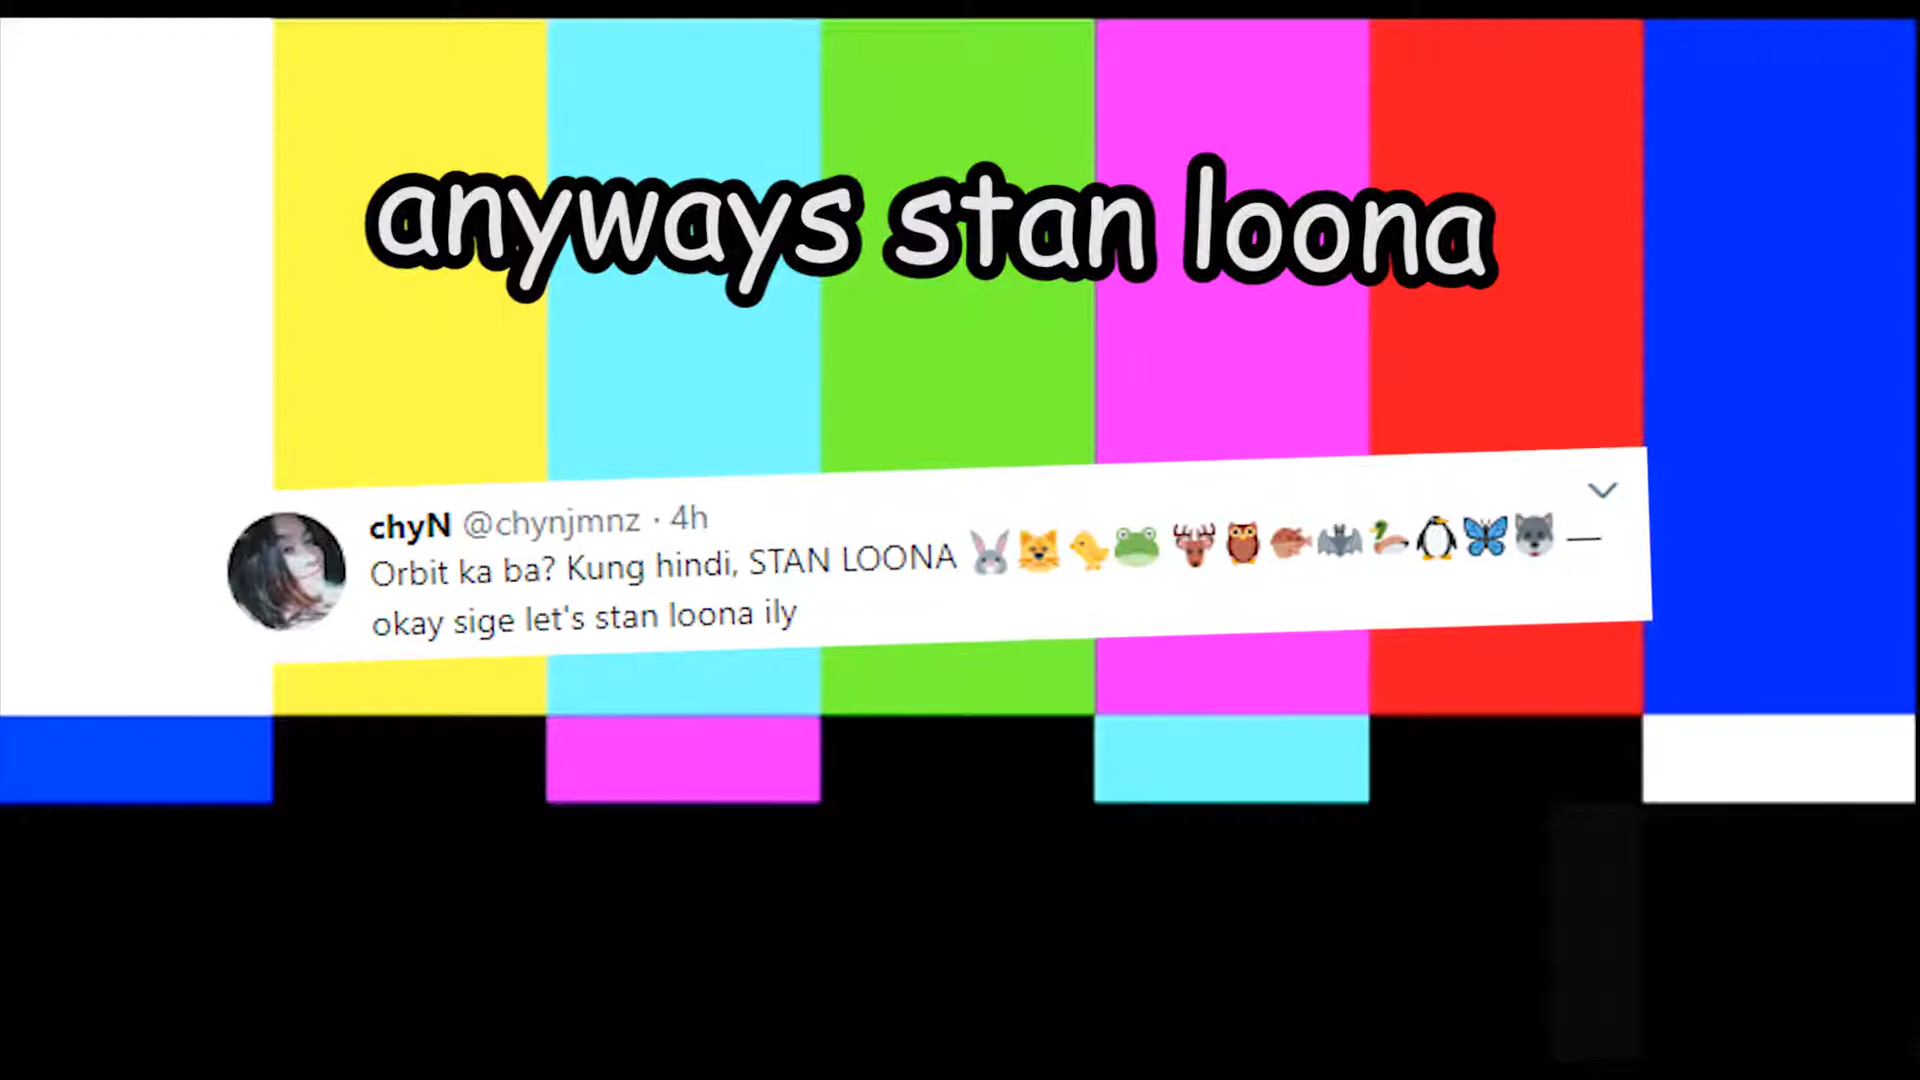 anyways stan loona
chyN @chynjmnz · 4h
Orbit ka ba? Kung hindi, STAN LOONA 🐰🐱🐤🐸 🦌🦉🐡🦇🦆🐧🦋🐺 —
okay sige let's stan loona ily